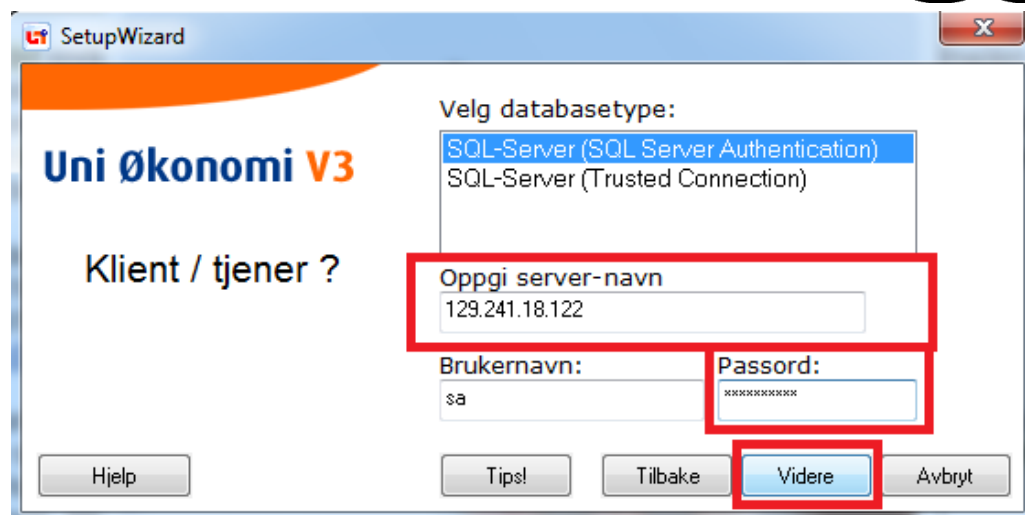 SetupWizard
Uni Økonomi V3
Klient / tjener ?
Velg databasetype:
SQL-Server (SQL Server Authentication)
SQL-Server (Trusted Connection)
Oppgi server-navn
129.241.18.122
Brukernavn:
sa
Passord:
**********
Hjelp
Tips!
Tilbake
Videre
Avbryt